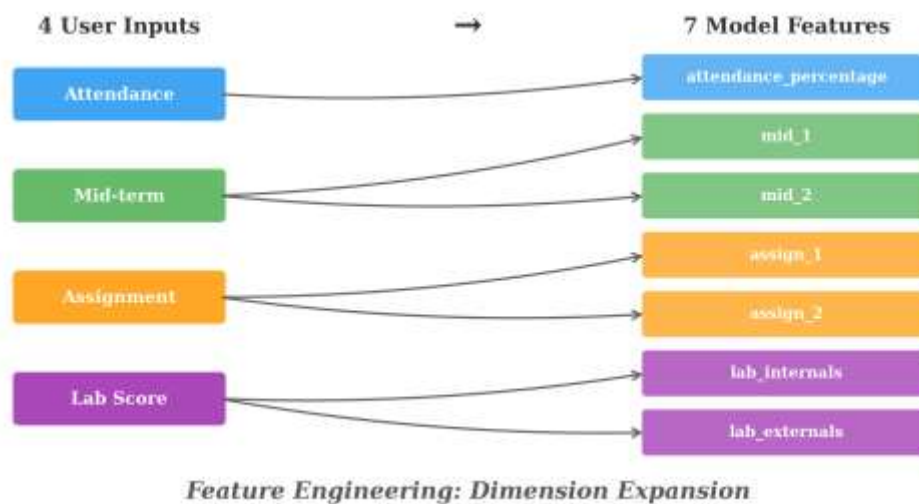 4 User Inputs → 7 Model Features
Attendance
attendance_percentage
mid_1
Mid-term
mid_2
assign_1
Assignment
assign_2
lab_internals
Lab Score
lab_externals
Feature Engineering: Dimension Expansion